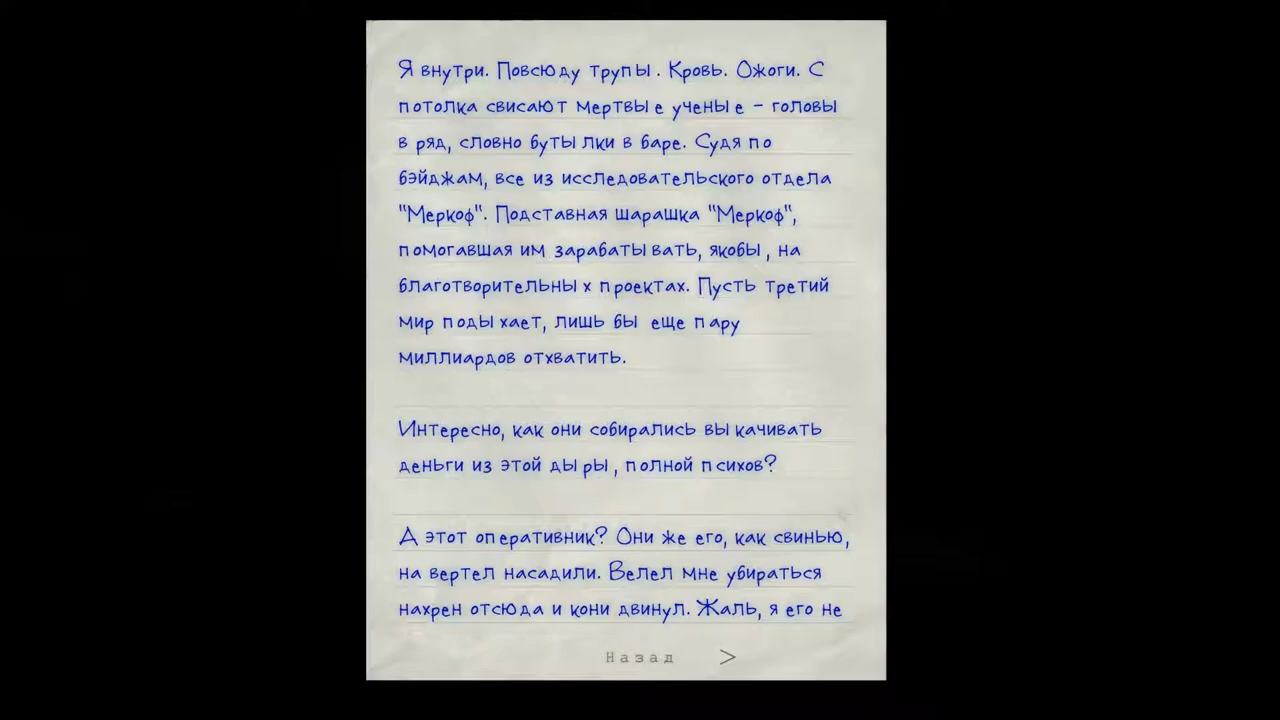 Я внутри. Повсюду трупы. Кровь. Ожоги. С
потолка свисают мертвые ученые - головы
в ряд, словно бутылки в баре. Судя по
бэйджам, все из исследовательского отдела
"Меркоф". Подставная шарашка "Меркоф",
помогавшая им зарабатывать, якобы, на
благотворительных проектах. Пусть третий
мир подыхает, лишь бы еще пару
миллиардов отхватить.
Интересно, как они собирались выкачивать
деньги из этой дыры, полной психов?
А этот оперативник? Они же его, как свинью,
на вертел насадили. Велел мне убираться
нахрен отсюда и кони двинул. Жаль, я его не
Назад >